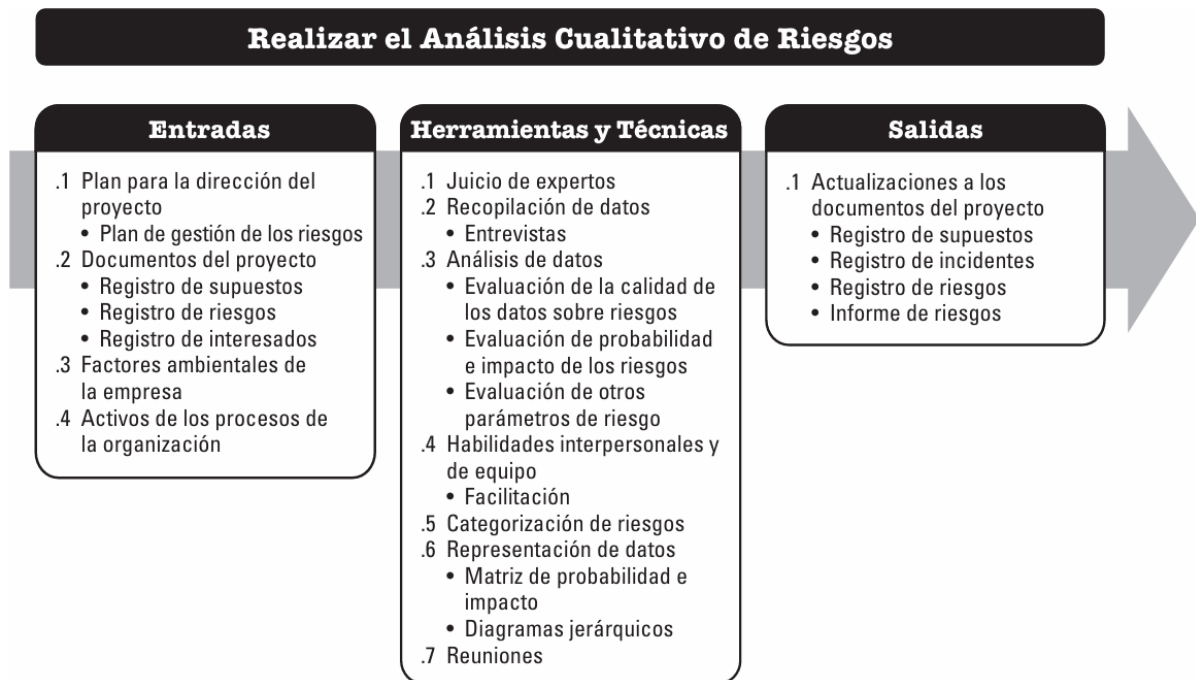 Realizar el Análisis Cualitativo de Riesgos
Entradas
.1 Plan para la dirección del
proyecto
• Plan de gestión de los riesgos
.2 Documentos del proyecto
• Registro de supuestos
• Registro de riesgos
• Registro de interesados
.3 Factores ambientales de
la empresa
.4 Activos de los procesos de
la organización
Herramientas y Técnicas
.1 Juicio de expertos
.2 Recopilación de datos
• Entrevistas
.3 Análisis de datos
• Evaluación de la calidad de
los datos sobre riesgos
• Evaluación de probabilidad
e impacto de los riesgos
• Evaluación de otros
parámetros de riesgo
.4 Habilidades interpersonales y
de equipo
• Facilitación
.5 Categorización de riesgos
.6 Representación de datos
• Matriz de probabilidad e
impacto
• Diagramas jerárquicos
.7 Reuniones
Salidas
.1 Actualizaciones a los
documentos del proyecto
• Registro de supuestos
• Registro de incidentes
• Registro de riesgos
• Informe de riesgos